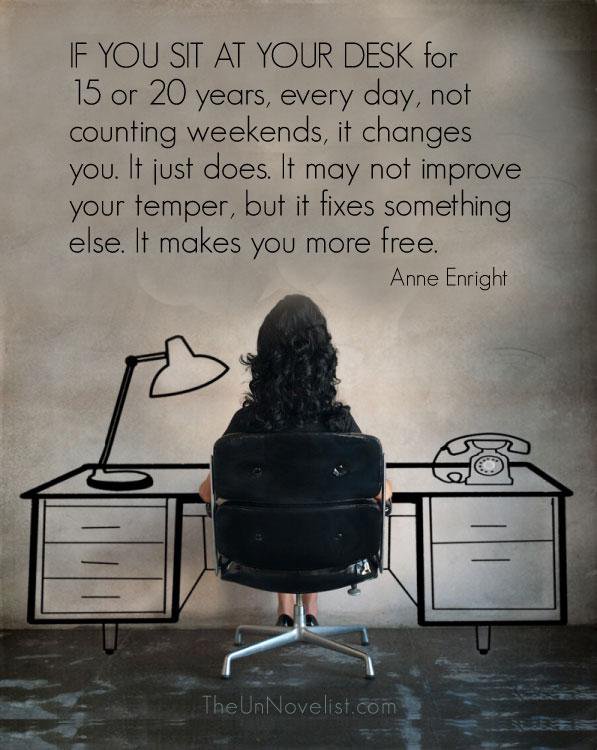 IF YOU SIT AT YOUR DESK for
15 or 20 years, every day, not
counting weekends, it changes
you. It just does. It may not improve
your temper, but it fixes something
else. It makes you more free.
Anne Enright
TheUnNovelist.com